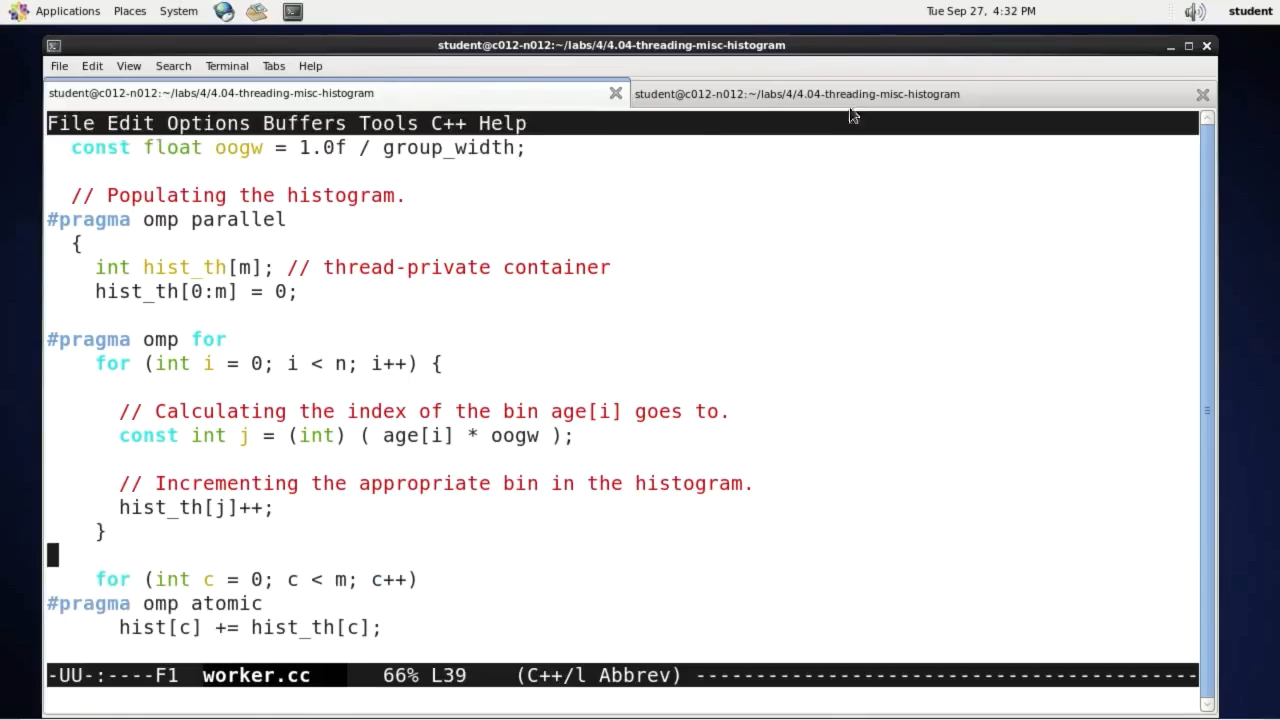 Applications Places System Tue Sep 27, 4:32 PM student
student@c012-n012:~/labs/4/4.04-threading-misc-histogram
File Edit View Search Terminal Tabs Help
student@c012-n012:~/labs/4/4.04-threading-misc-histogram student@c012-n012:~/labs/4/4.04-threading-misc-histogram
File Edit Options Buffers Tools C++ Help
const float oogw = 1.0f / group_width;
// Populating the histogram.
#pragma omp parallel
{
int hist_th[m]; // thread-private container
hist_th[0:m] = 0;
#pragma omp for
for (int i = 0; i < n; i++) {
// Calculating the index of the bin age[i] goes to.
const int j = (int) ( age[i] * oogw );
// Incrementing the appropriate bin in the histogram.
hist_th[j]++;
}
for (int c = 0; c < m; c++)
#pragma omp atomic
hist[c] += hist_th[c];
-UU-:----F1 worker.cc 66% L39 (C++/l Abbrev) ------------------------------------------